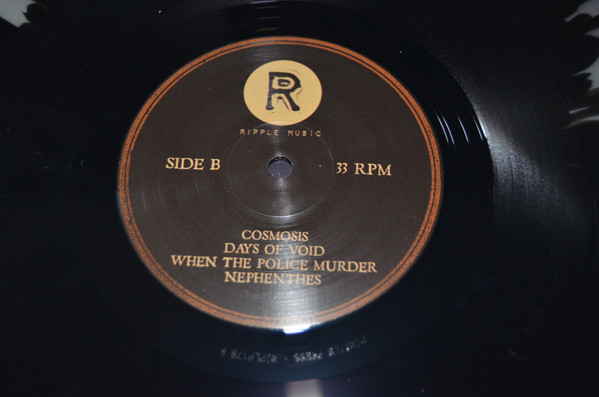 R
RIPPLE MUSIC
SIDE B
33 RPM
COSMOSIS
DAYS OF VOID
WHEN THE POLICE MURDER
NEPHENTHES